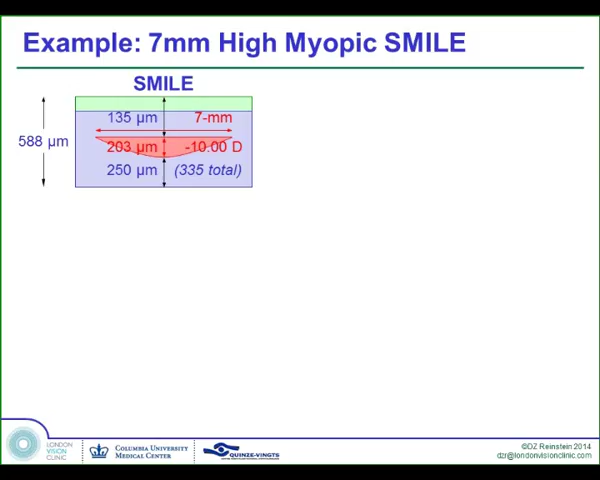 Example: 7mm High Myopic SMILE
SMILE
135 µm 7-mm
588 µm
203 µm -10.00 D
250 µm (335 total)
LONDON
VISION
CLINIC
COLUMBIA UNIVERSITY
MEDICAL CENTER
QUINZE-VINGTS
©DZ Reinstein 2014
dzr@londonvisionclinic.com